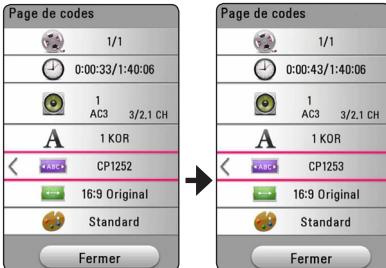 Page de codes
1/1
0:00:33/1:40:06
1
AC3 3/2.1 CH
A 1 KOR
ABC CP1252
16:9 Original
Standard
Fermer
Page de codes
1/1
0:00:43/1:40:06
1
AC3 3/2.1 CH
A 1 KOR
ABC CP1253
16:9 Original
Standard
Fermer